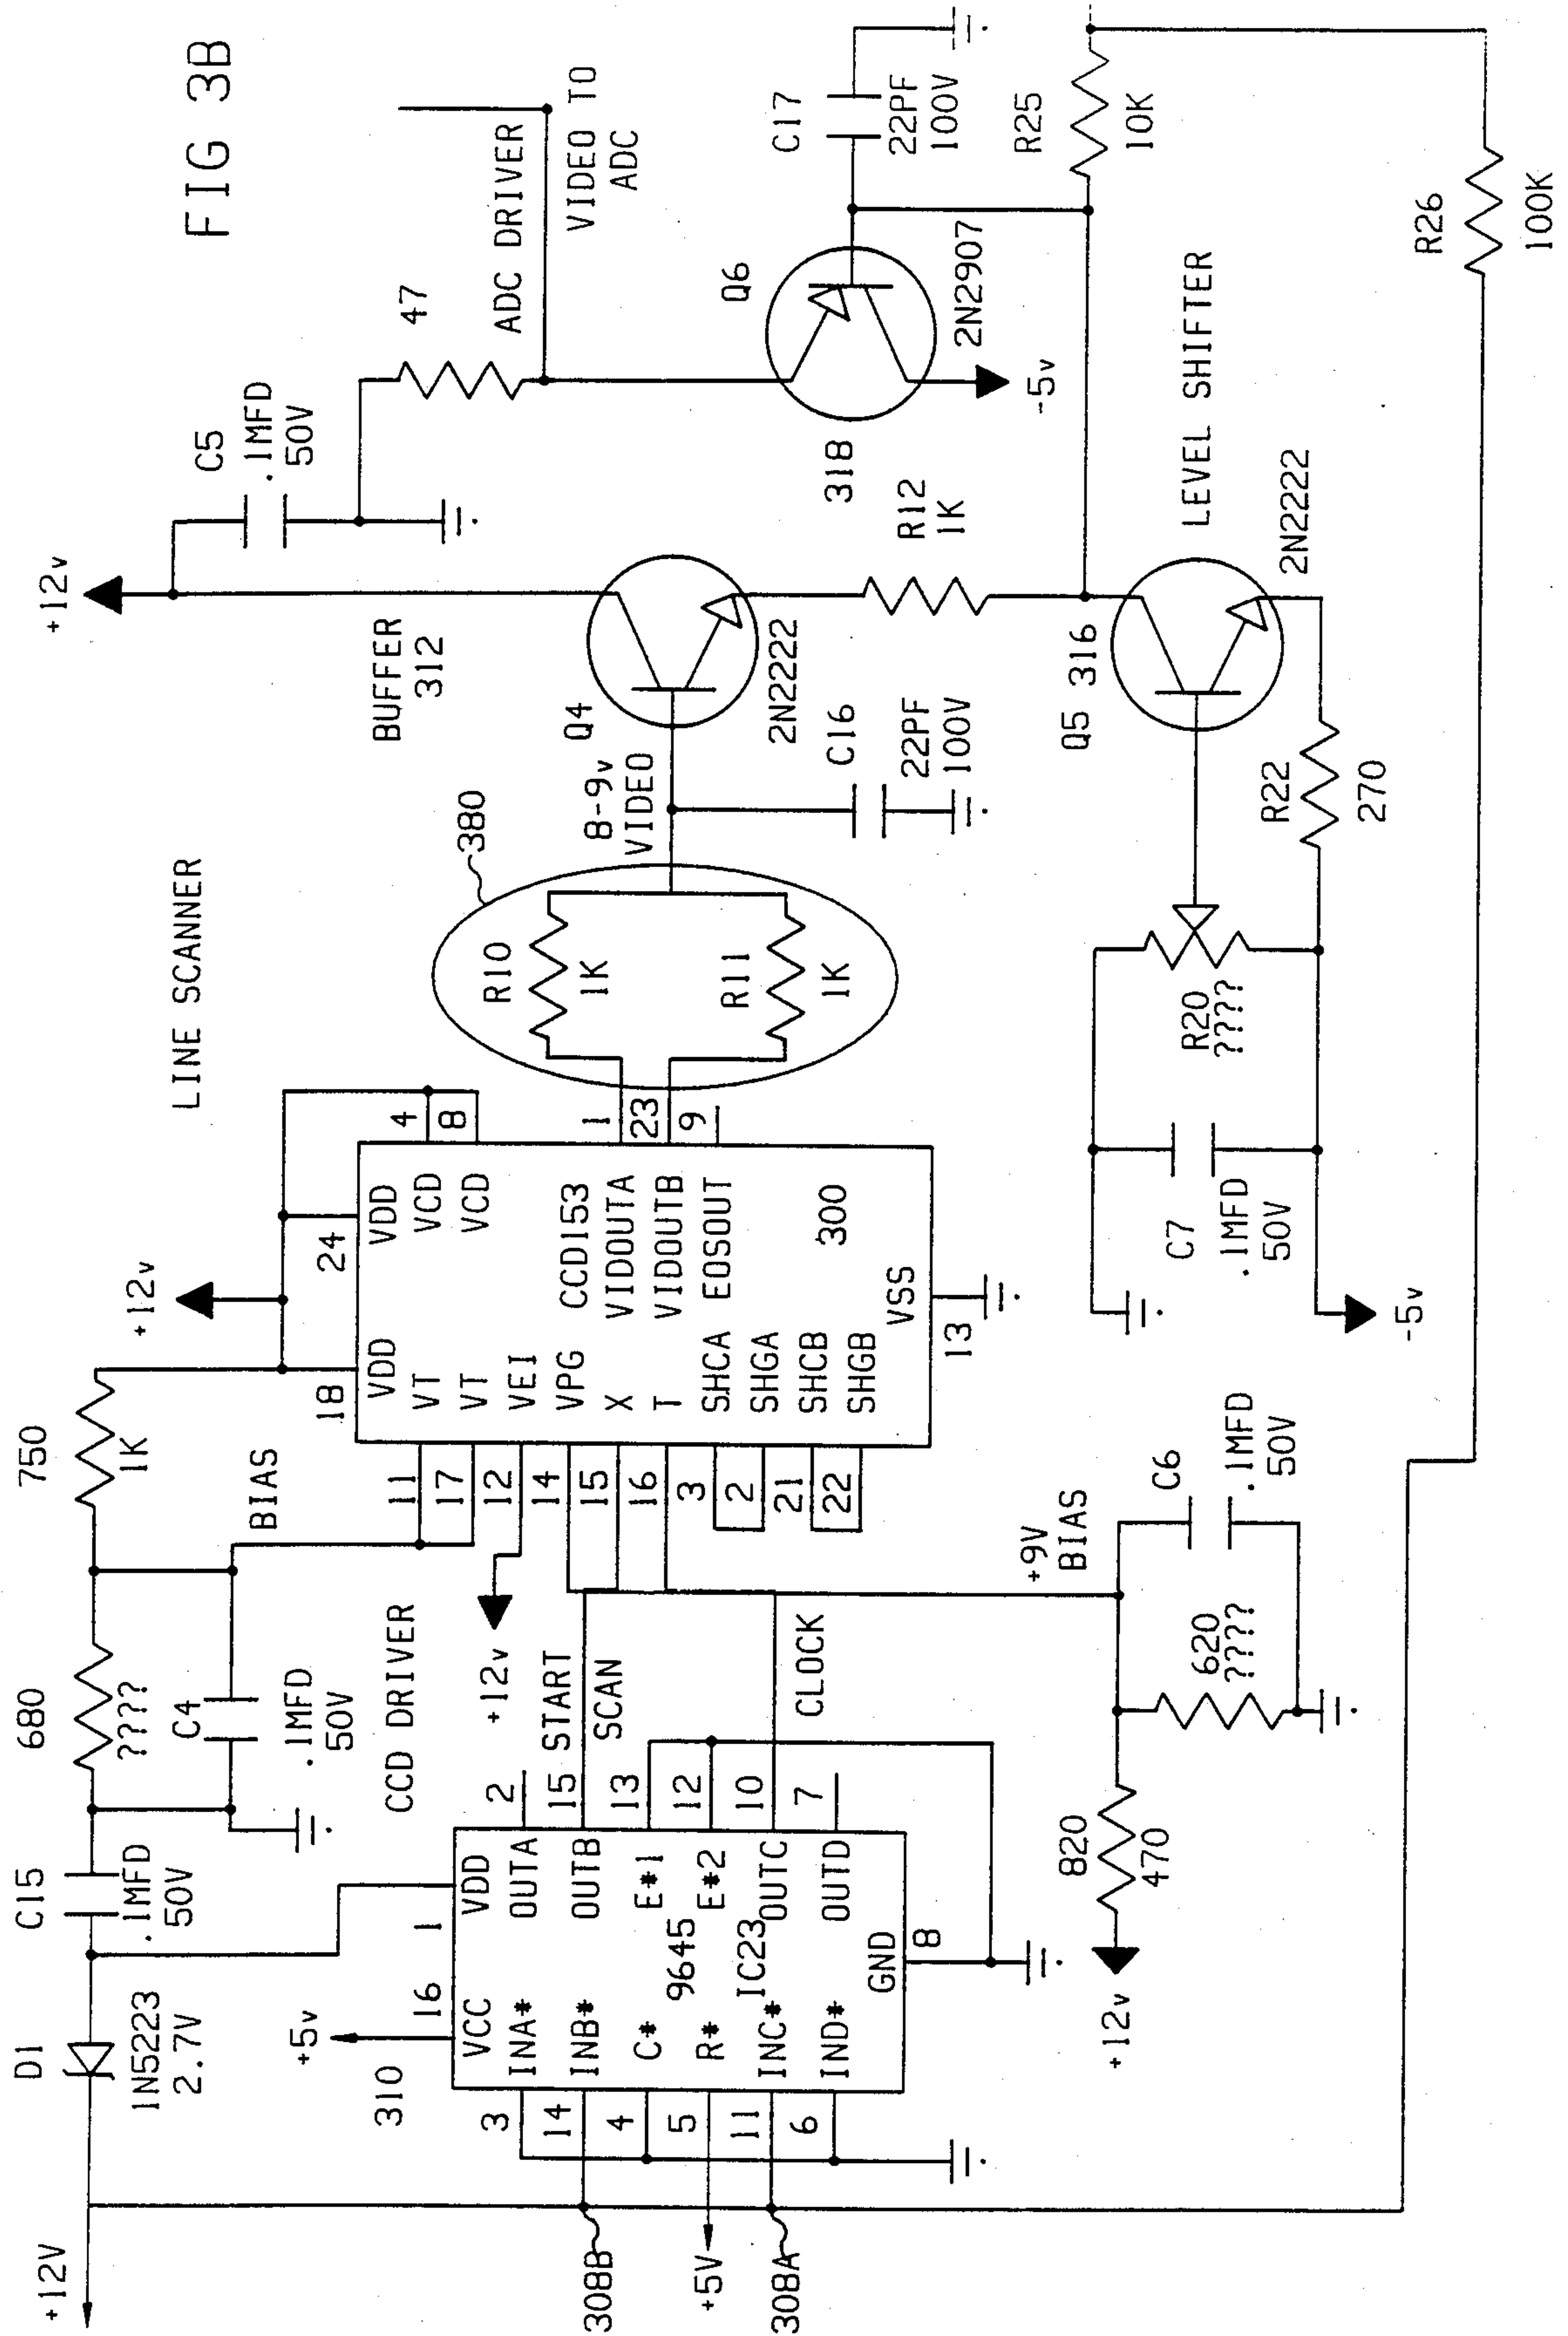 FIG 3B
LINE SCANNER
+12V
D1
1N5223
2.7V
C15
.1MFD
50V
680
????
C4
.1MFD
50V
750
1K
BIAS
+12v
18
24
VDD
VDD
VT
VT
VEI
VPG
X
T
SHCA
SHGA
SHCB
SHGB
VCD
VCD
CCD153
VIDOUTA
VIDOUTB
EOSOUT
300
VSS
13
11
17
12
14
15
16
3
2
21
22
4
8
1
23
9
+12v
CCD DRIVER
START
SCAN
CLOCK
310
+5v
16
1
VCC
VDD
INA*
INB*
C*
R*
INC*
IND*
9645
IC23
OUTA
OUTB
E*1
E*2
OUTC
OUTD
GND
8
3
14
4
5
11
6
2
15
13
12
10
7
308B
+5V
308A
R10
1K
R11
1K
380
8-9v
VIDEO
C16
22PF
100V
BUFFER
312
Q4
2N2222
+12v
C5
.1MFD
50V
47
ADC DRIVER
VIDEO TO
ADC
Q6
2N2907
318
-5v
C17
22PF
100V
R12
1K
R25
10K
LEVEL SHIFTER
Q5
316
2N2222
R22
270
R20
????
C7
.1MFD
50V
-5v
+9V
BIAS
C6
.1MFD
50V
620
????
820
470
+12v
R26
100K